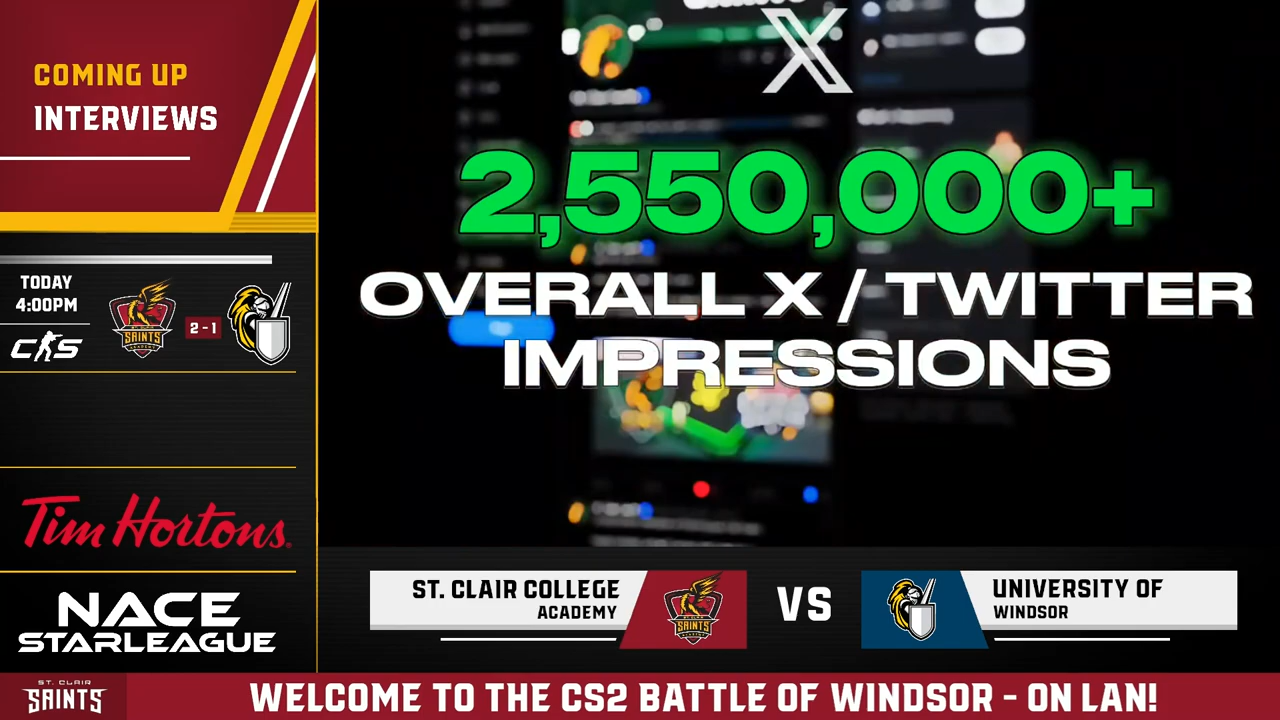 COMING UP
INTERVIEWS
TODAY
4:00PM
CS
SAINTS
2 - 1
Tim Hortons.
NACE
STARLEAGUE
X
2,550,000+
OVERALL X / TWITTER
IMPRESSIONS
ST. CLAIR COLLEGE
ACADEMY
SAINTS
VS
UNIVERSITY OF
WINDSOR
ST. CLAIR
SAINTS
WELCOME TO THE CS2 BATTLE OF WINDSOR - ON LAN!